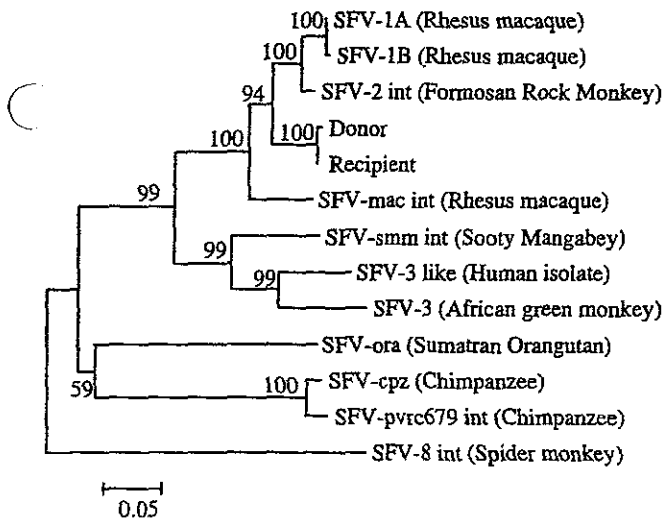 100 SFV-1A (Rhesus macaque)
100 SFV-1B (Rhesus macaque)
94 SFV-2 int (Formosan Rock Monkey)
100 Donor
100 Recipient
99 SFV-mac int (Rhesus macaque)
99 SFV-smm int (Sooty Mangabey)
99 SFV-3 like (Human isolate)
SFV-3 (African green monkey)
SFV-ora (Sumatran Orangutan)
59 100 SFV-cpz (Chimpanzee)
SFV-pvrc679 int (Chimpanzee)
SFV-8 int (Spider monkey)
0.05